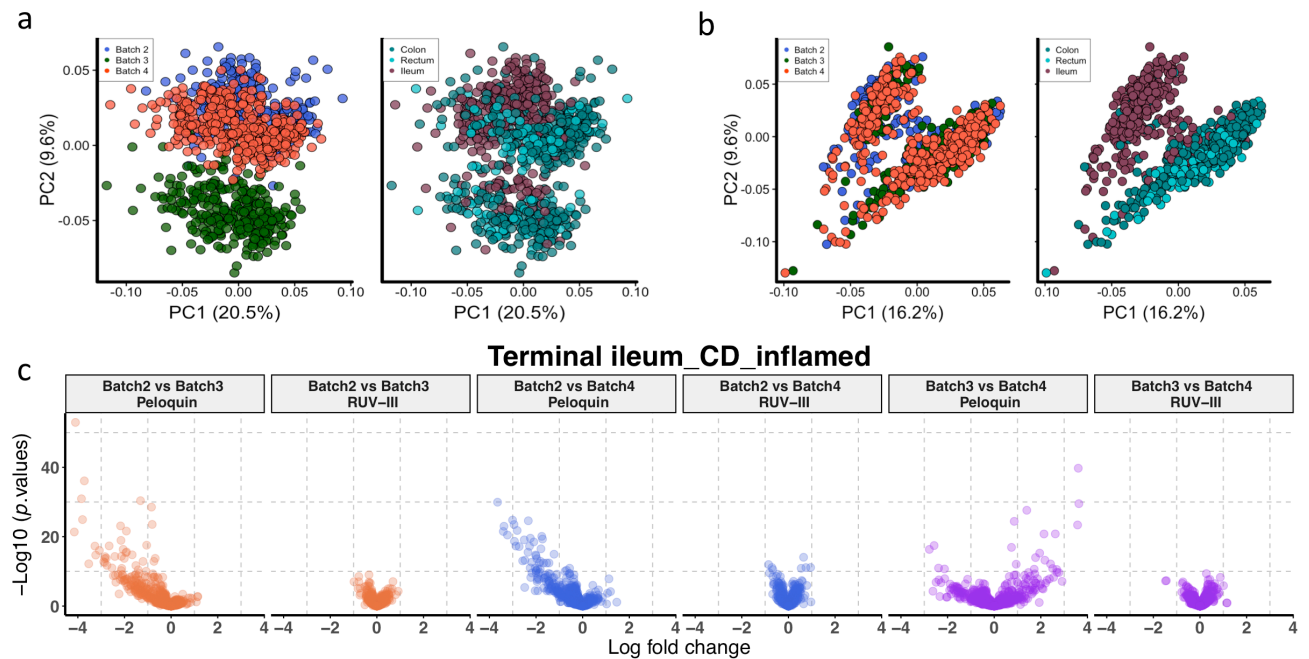 a
b
Batch 2
Batch 3
Batch 4
Colon
Rectum
Ileum
Batch 2
Batch 3
Batch 4
Colon
Rectum
Ileum
PC2 (9.6%)
0.05
0.00
-0.05
-0.10 -0.05 0.00 0.05 0.10
PC1 (20.5%)
-0.10 -0.05 0.00 0.05 0.10
PC1 (20.5%)
PC2 (9.6%)
0.05
0.00
-0.05
-0.10
-0.10 -0.05 0.00 0.05
PC1 (16.2%)
0.10 -0.05 0.00 0.05
PC1 (16.2%)
c
Terminal ileum_CD_inflamed
Batch2 vs Batch3
Peloquin
Batch2 vs Batch3
RUV−III
Batch2 vs Batch4
Peloquin
Batch2 vs Batch4
RUV−III
Batch3 vs Batch4
Peloquin
Batch3 vs Batch4
RUV−III
−Log10 (p.values)
40
20
0
−4 −2 0 2 4
−4 −2 0 2 4
−4 −2 0 2 4
−4 −2 0 2 4
−4 −2 0 2 4
−4 −2 0 2 4
Log fold change